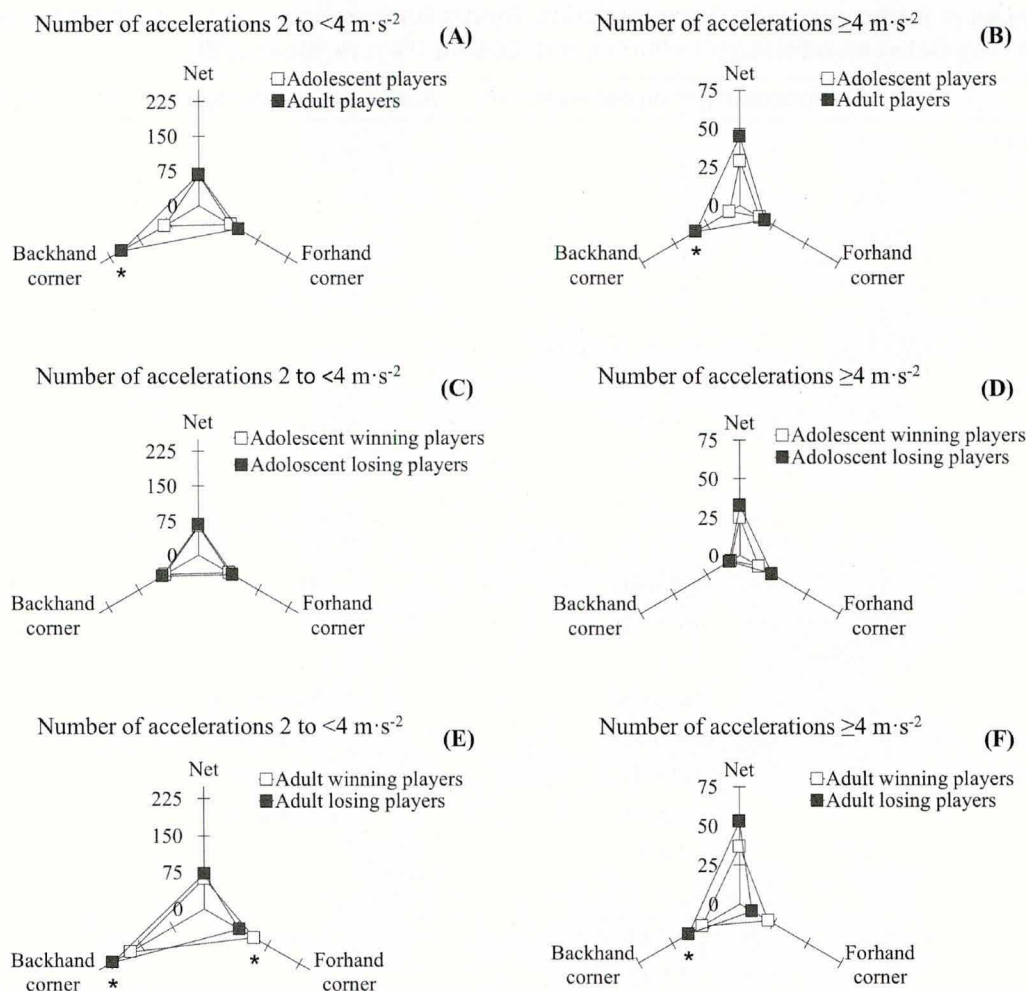 Number of accelerations 2 to <4 m·s-2
(A)
Net
Adolescent players
Adult players
225
150
75
0
Backhand
corner
*
Forhand
corner
Number of accelerations ≥4 m·s-2
(B)
Net
Adolescent players
Adult players
75
50
25
0
Backhand
corner
*
Forhand
corner
Number of accelerations 2 to <4 m·s-2
(C)
Net
Adolescent winning players
Adoloscent losing players
225
150
75
0
Backhand
corner
Forhand
corner
Number of accelerations ≥4 m·s-2
(D)
Net
Adolescent winning players
Adoloscent losing players
75
50
25
0
Backhand
corner
Forhand
corner
Number of accelerations 2 to <4 m·s-2
(E)
Net
Adult winning players
Adult losing players
225
150
75
0
Backhand
corner
*
*
Forhand
corner
Number of accelerations ≥4 m·s-2
(F)
Net
Adult winning players
Adult losing players
75
50
25
0
Backhand
corner
*
Forhand
corner